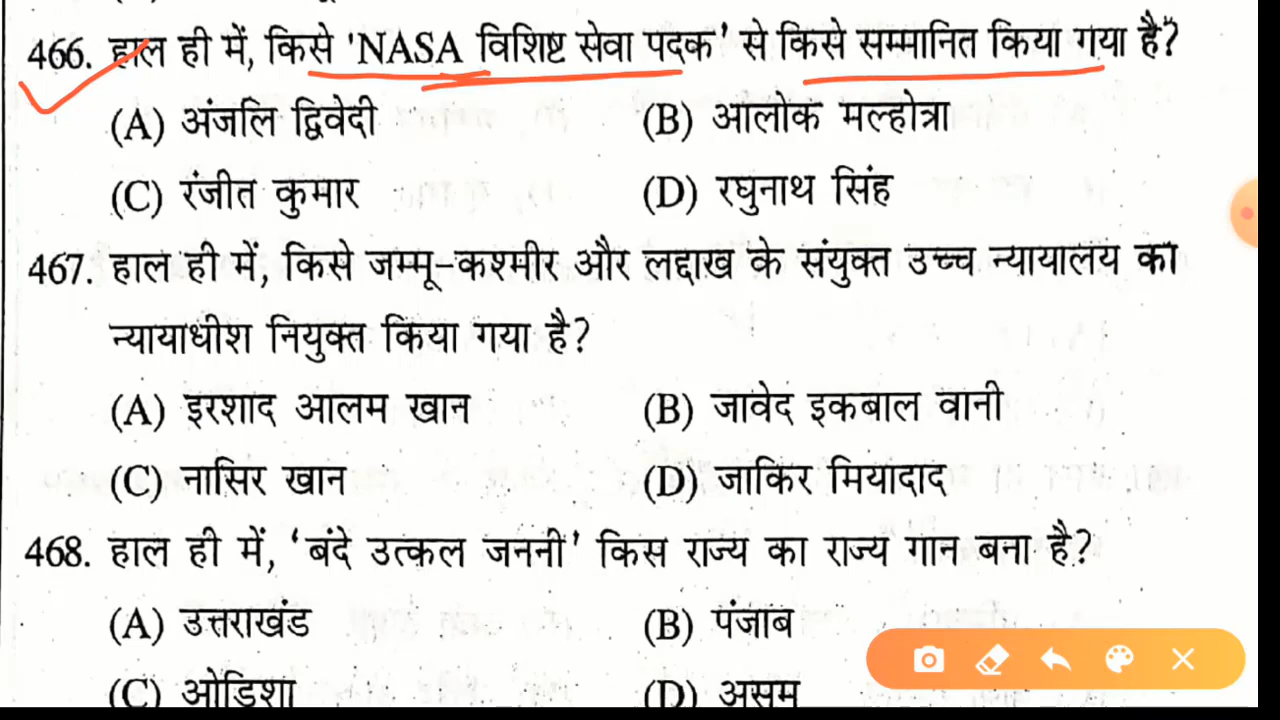 466. हाल ही में, किसे 'NASA विशिष्ट सेवा पदक' से किसे सम्मानित किया गया है?
(A) अंजलि द्विवेदी (B) आलोक मल्होत्रा
(C) रंजीत कुमार (D) रघुनाथ सिंह
467. हाल ही में, किसे जम्मू-कश्मीर और लद्दाख के संयुक्त उच्च न्यायालय का
न्यायाधीश नियुक्त किया गया है?
(A) इरशाद आलम खान (B) जावेद इकबाल वानी
(C) नासिर खान (D) जाकिर मियादाद
468. हाल ही में, 'बंदे उत्कल जननी' किस राज्य का राज्य गान बना है?
(A) उत्तराखंड (B) पंजाब
(C) ओडिशा (D) असम